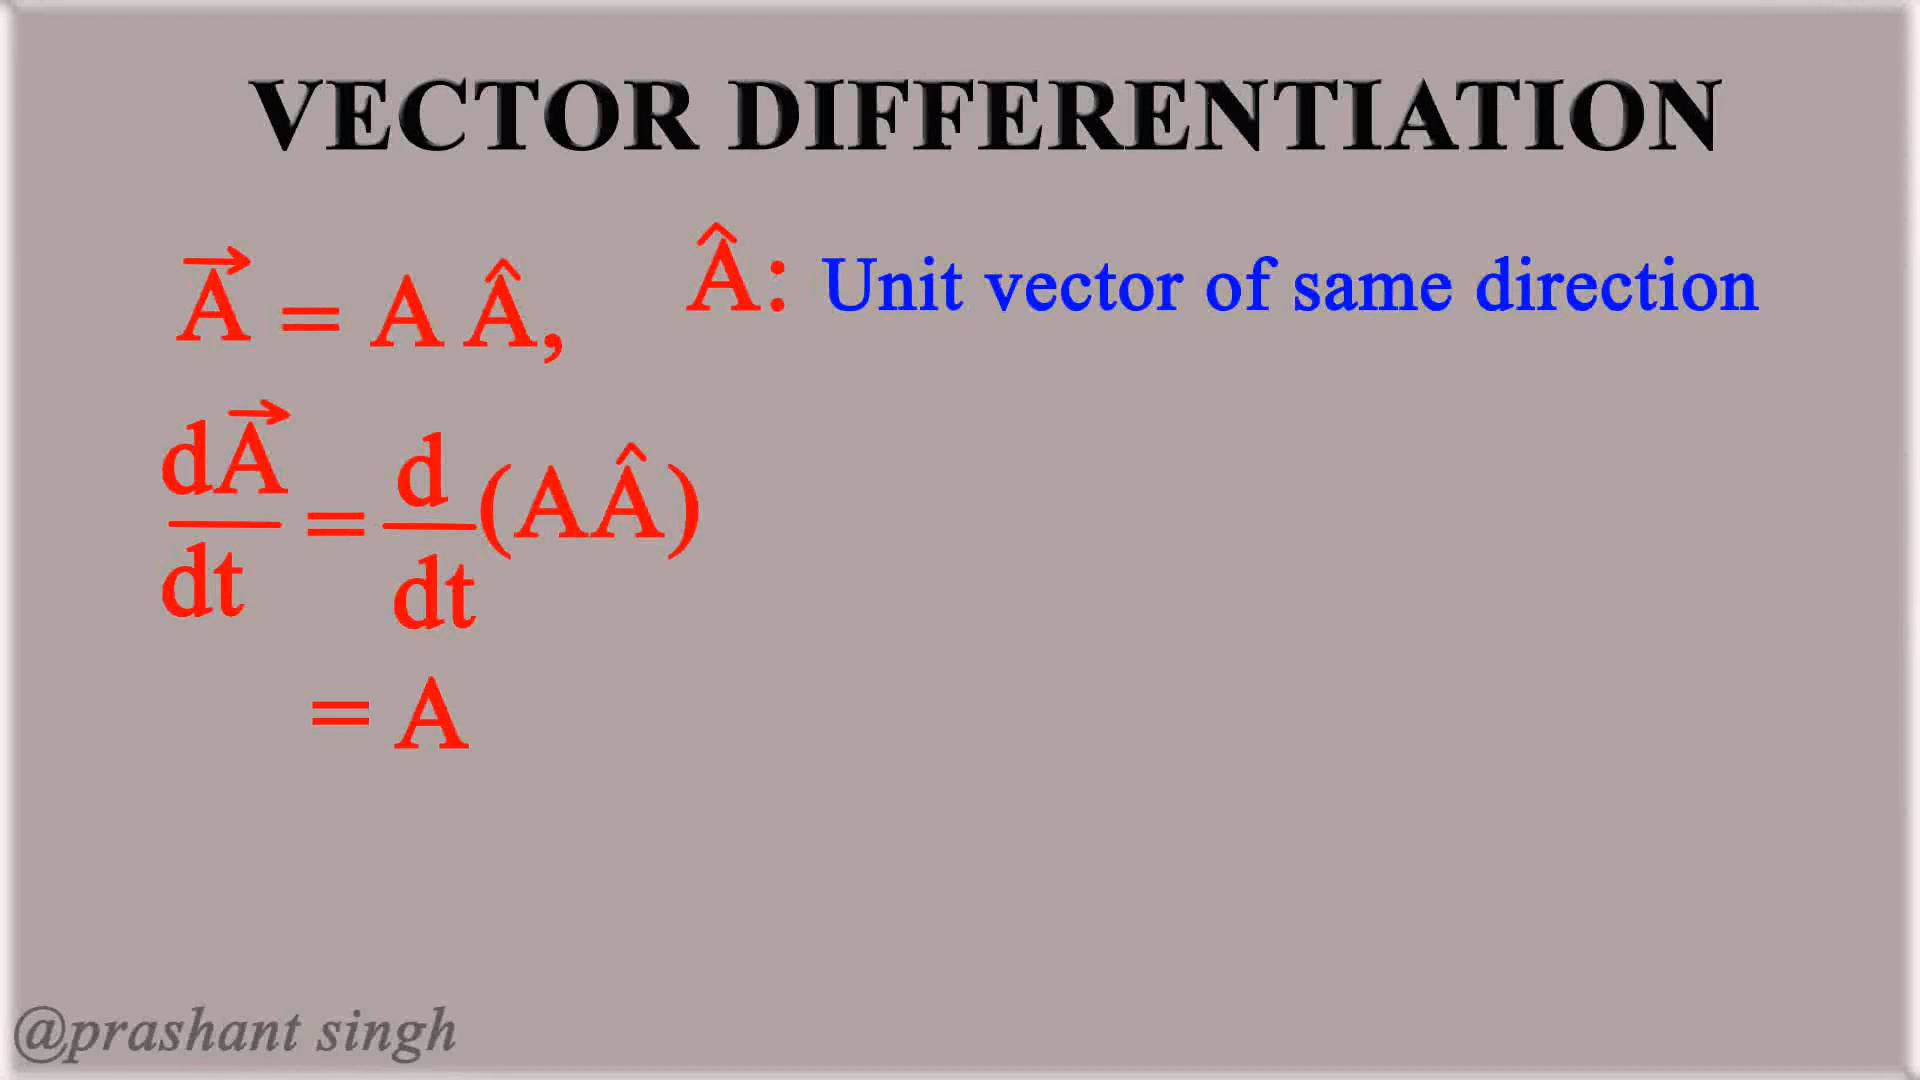 VECTOR DIFFERENTIATION
A⃗ = A Â, Â: Unit vector of same direction
dA⃗/dt = d/dt (AÂ)
= A
@prashant singh